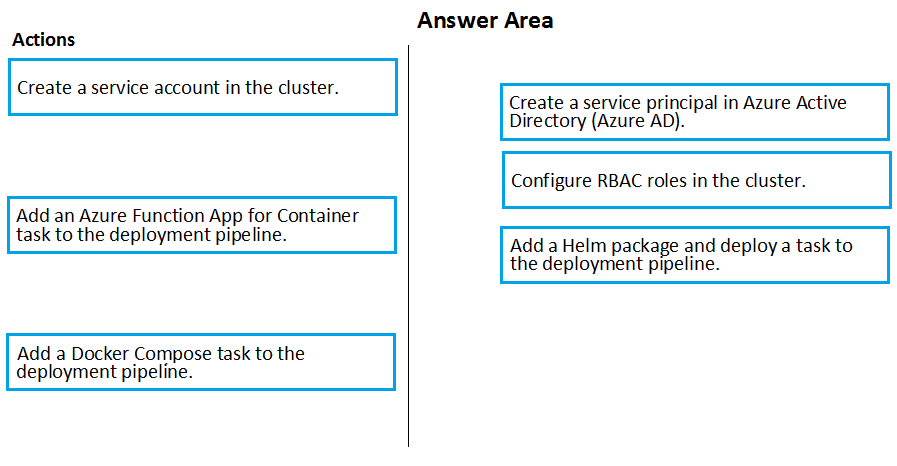 Answer Area
Actions
Create a service account in the cluster.
Add an Azure Function App for Container
task to the deployment pipeline.
Add a Docker Compose task to the
deployment pipeline.
Create a service principal in Azure Active
Directory (Azure AD).
Configure RBAC roles in the cluster.
Add a Helm package and deploy a task to
the deployment pipeline.